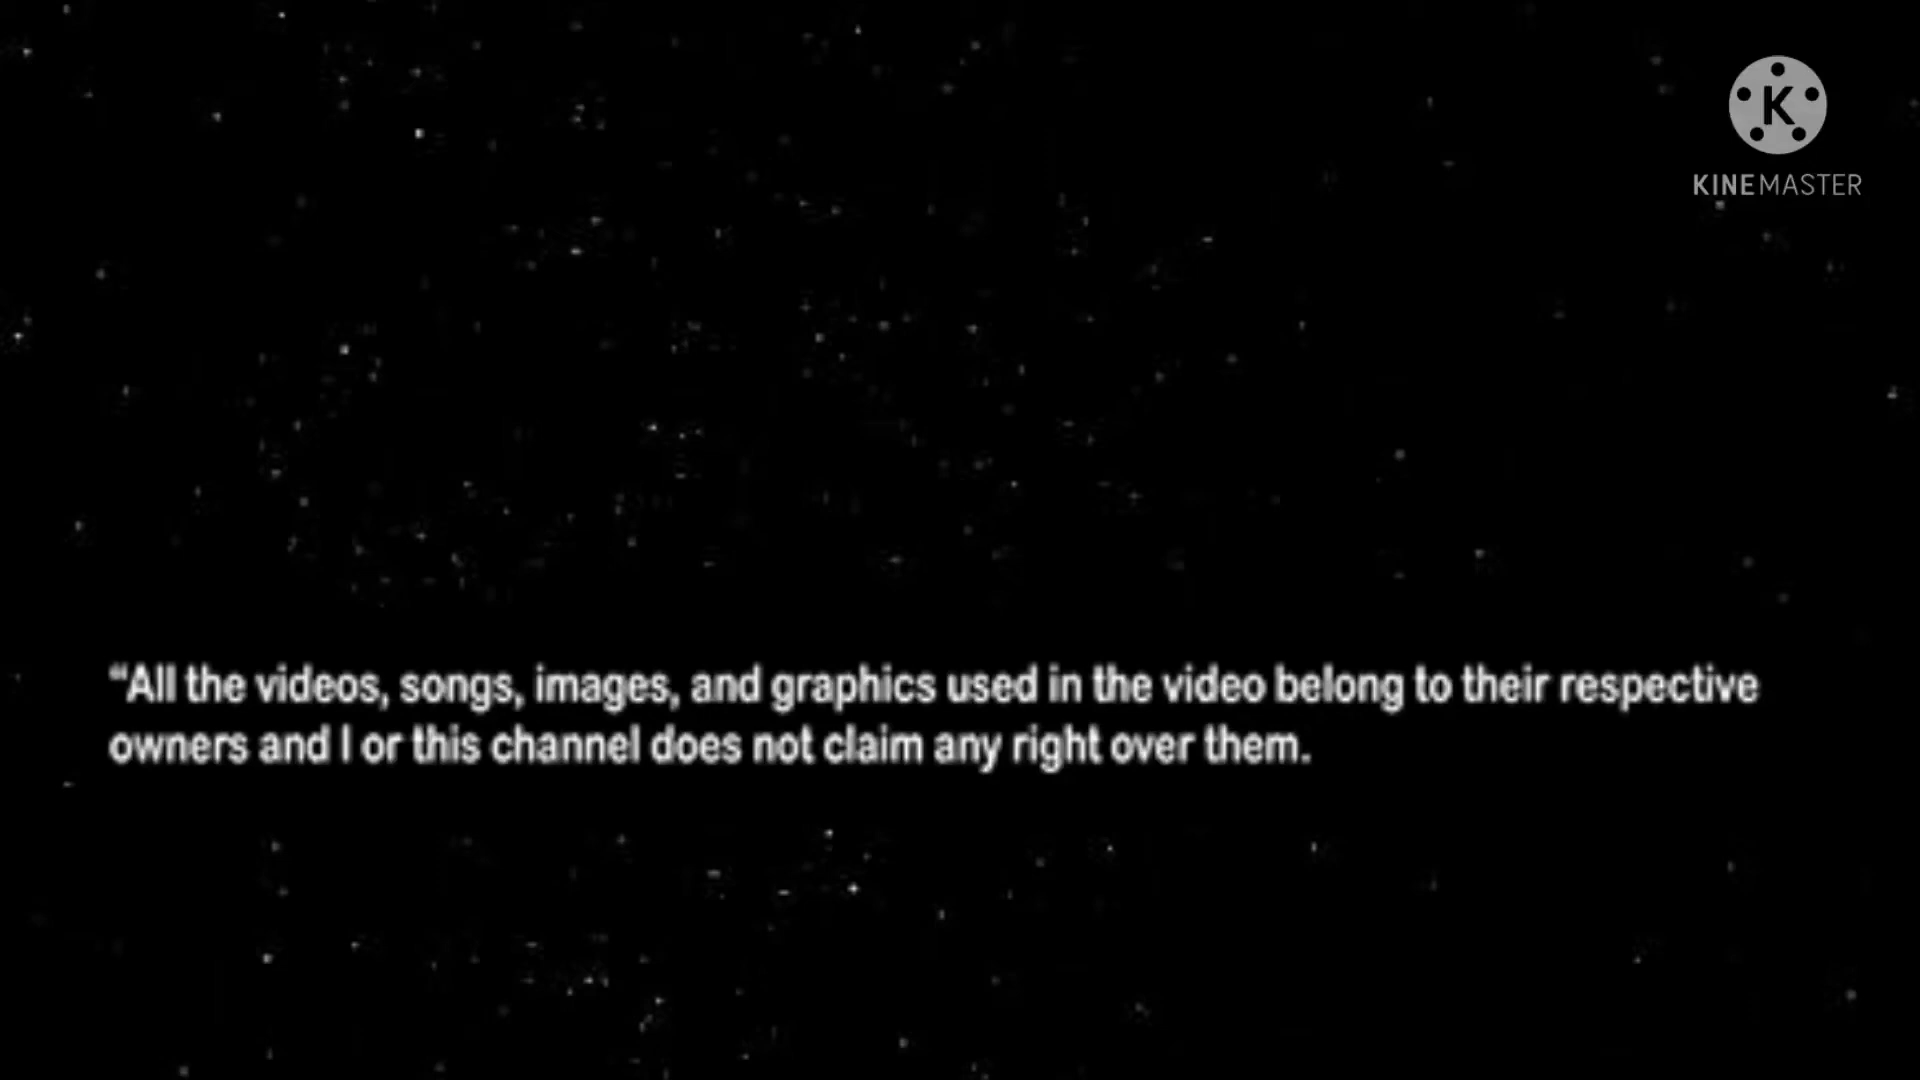 K
KINEMASTER
“All the videos, songs, images, and graphics used in the video belong to their respective
owners and I or this channel does not claim any right over them.